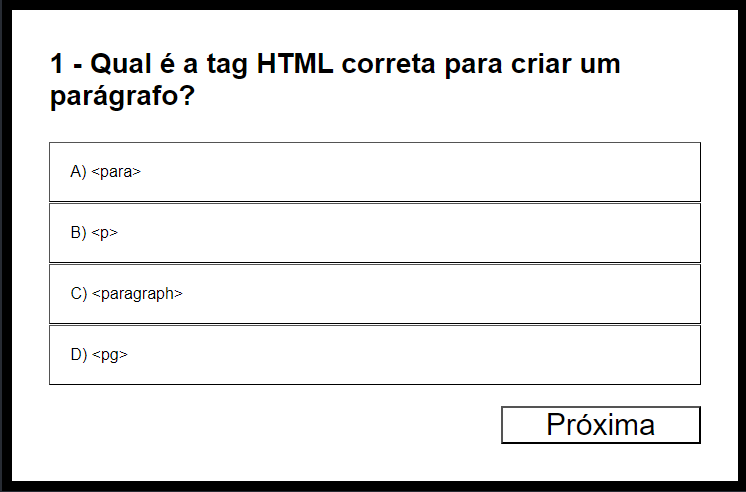 1 - Qual é a tag HTML correta para criar um
parágrafo?
A) <para>
B) <p>
C) <paragraph>
D) <pg>
Próxima